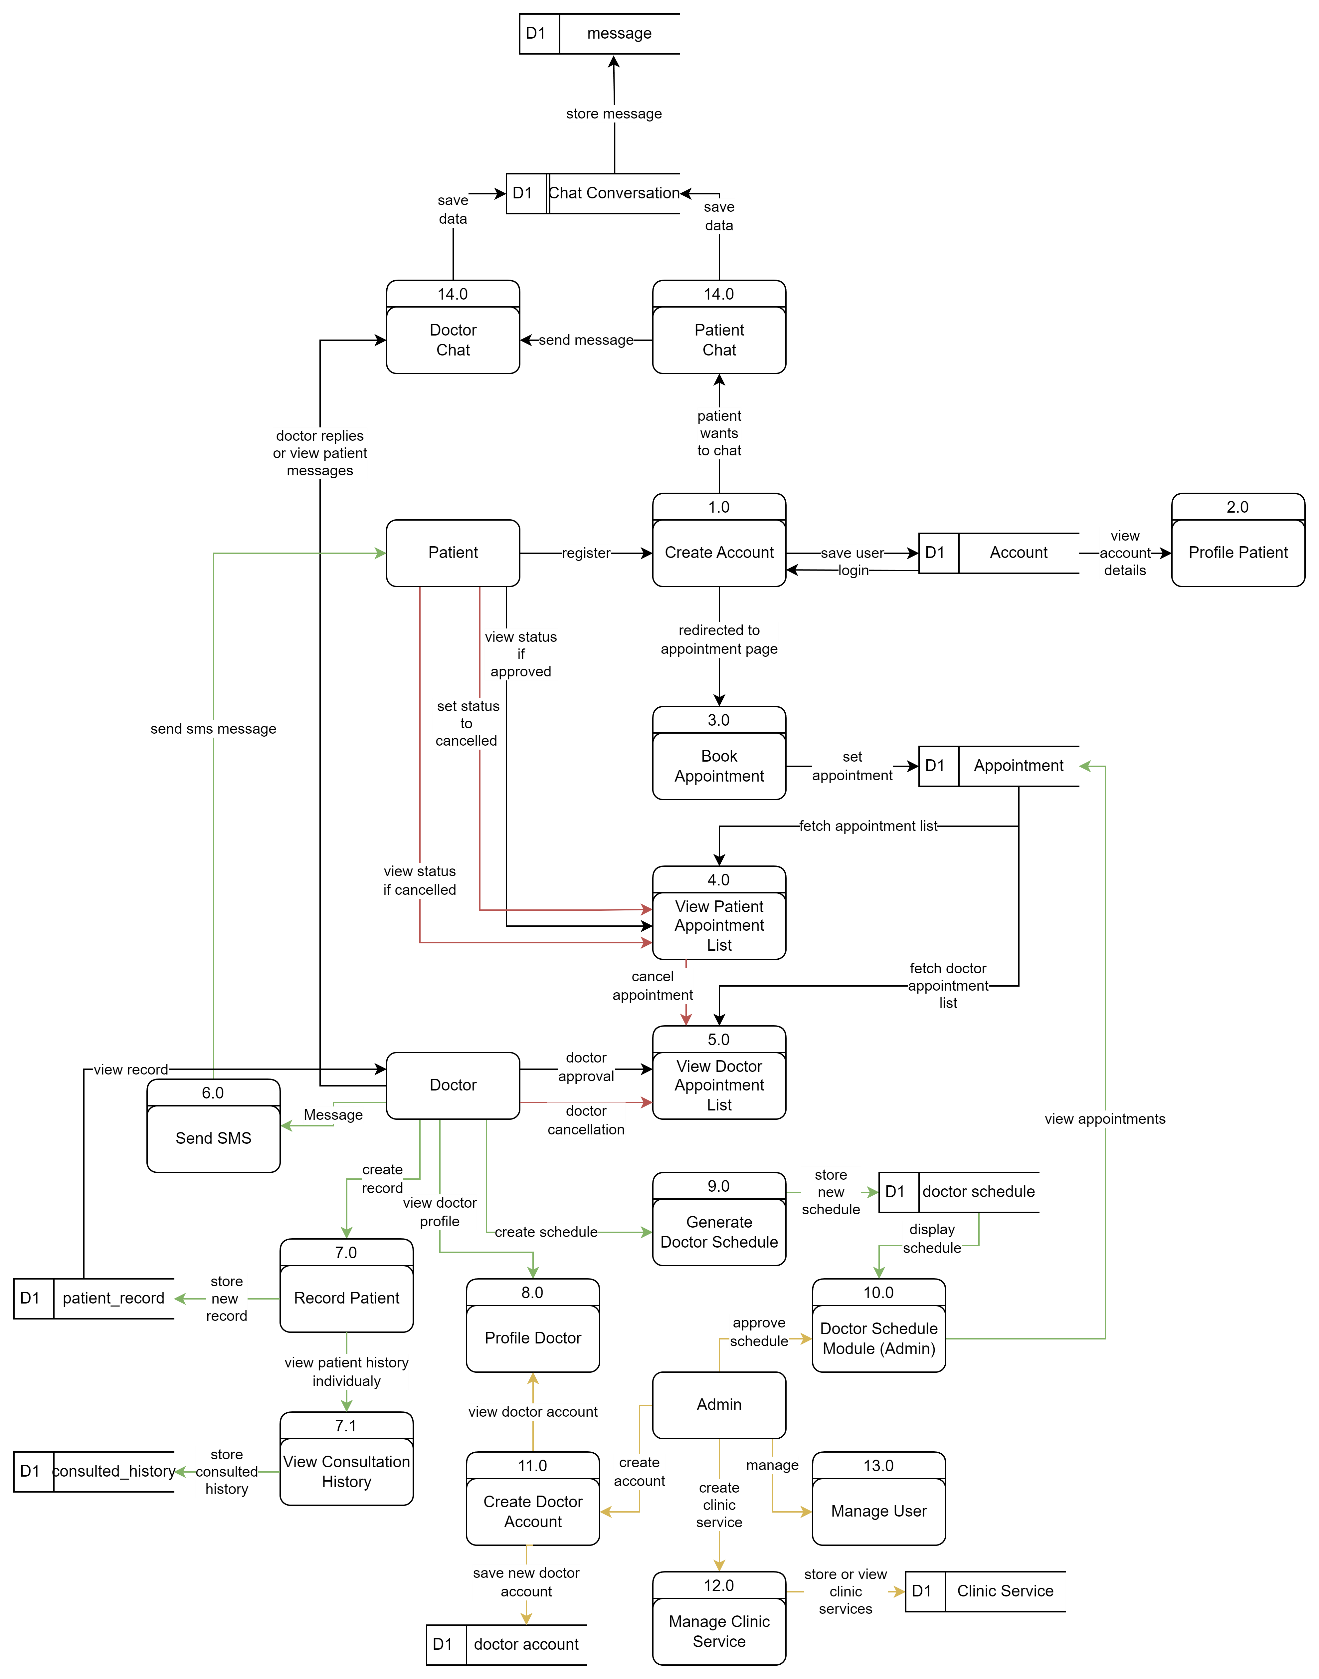 D1 message
store message
D1 Chat Conversation
save
data
save
data
14.0
Doctor
Chat
send message
14.0
Patient
Chat
patient
wants
to chat
doctor replies
or view patient
messages
Patient
register
1.0
Create Account
save user
login
D1 Account
view
account
details
2.0
Profile Patient
view status
if
approved
redirected to
appointment page
set status
to
cancelled
send sms message
3.0
Book
Appointment
set
appointment
D1 Appointment
fetch appointment list
view status
if cancelled
4.0
View Patient
Appointment
List
cancel
appointment
fetch doctor
appointment
list
view record
Doctor
doctor
approval
doctor
cancellation
5.0
View Doctor
Appointment
List
6.0
Send SMS
Message
view appointments
create
record
view doctor
profile
create schedule
9.0
Generate
Doctor Schedule
store
new
schedule
D1 doctor schedule
display
schedule
7.0
Record Patient
store
new
record
D1 patient_record
8.0
Profile Doctor
10.0
Doctor Schedule
Module (Admin)
approve
schedule
view patient history
individualy
Admin
view doctor account
7.1
View Consultation
History
store
consulted
history
D1 consulted_history
11.0
Create Doctor
Account
create
account
create
clinic
service
manage
13.0
Manage User
save new doctor
account
12.0
Manage Clinic
Service
store or view
clinic
services
D1 Clinic Service
D1 doctor account